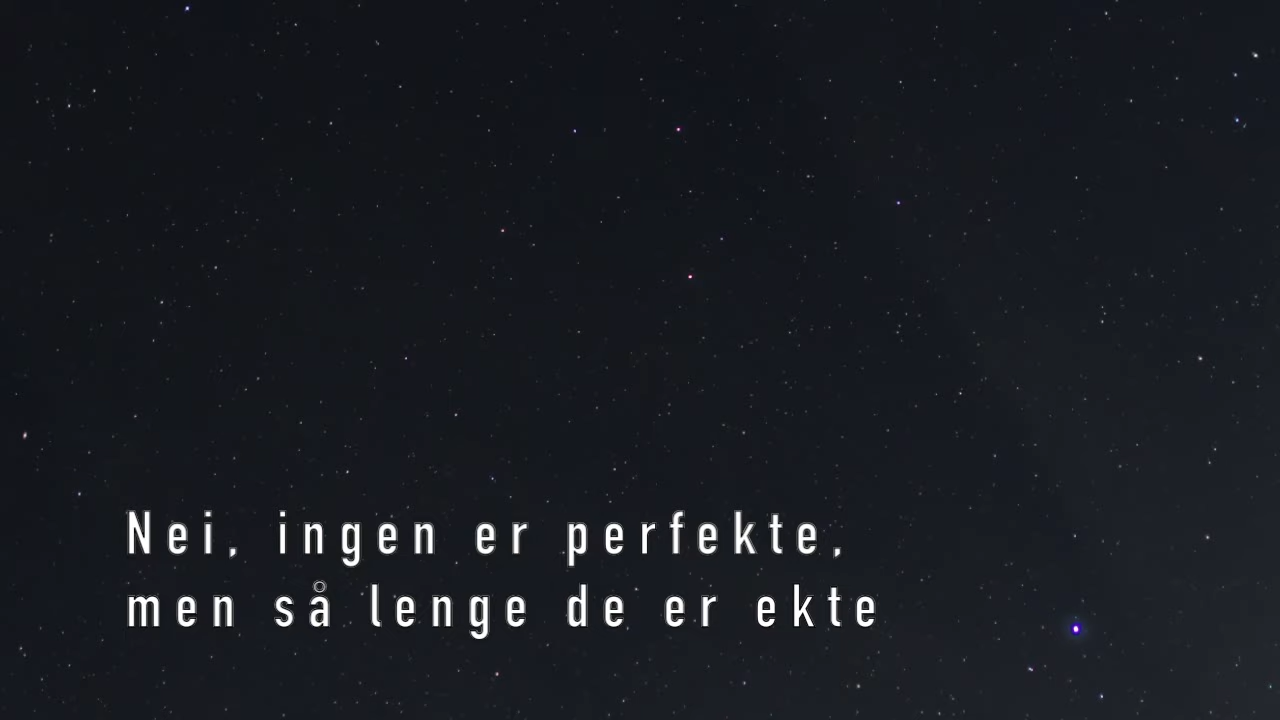 Nei, ingen er perfekte,
men så lenge de er ekte